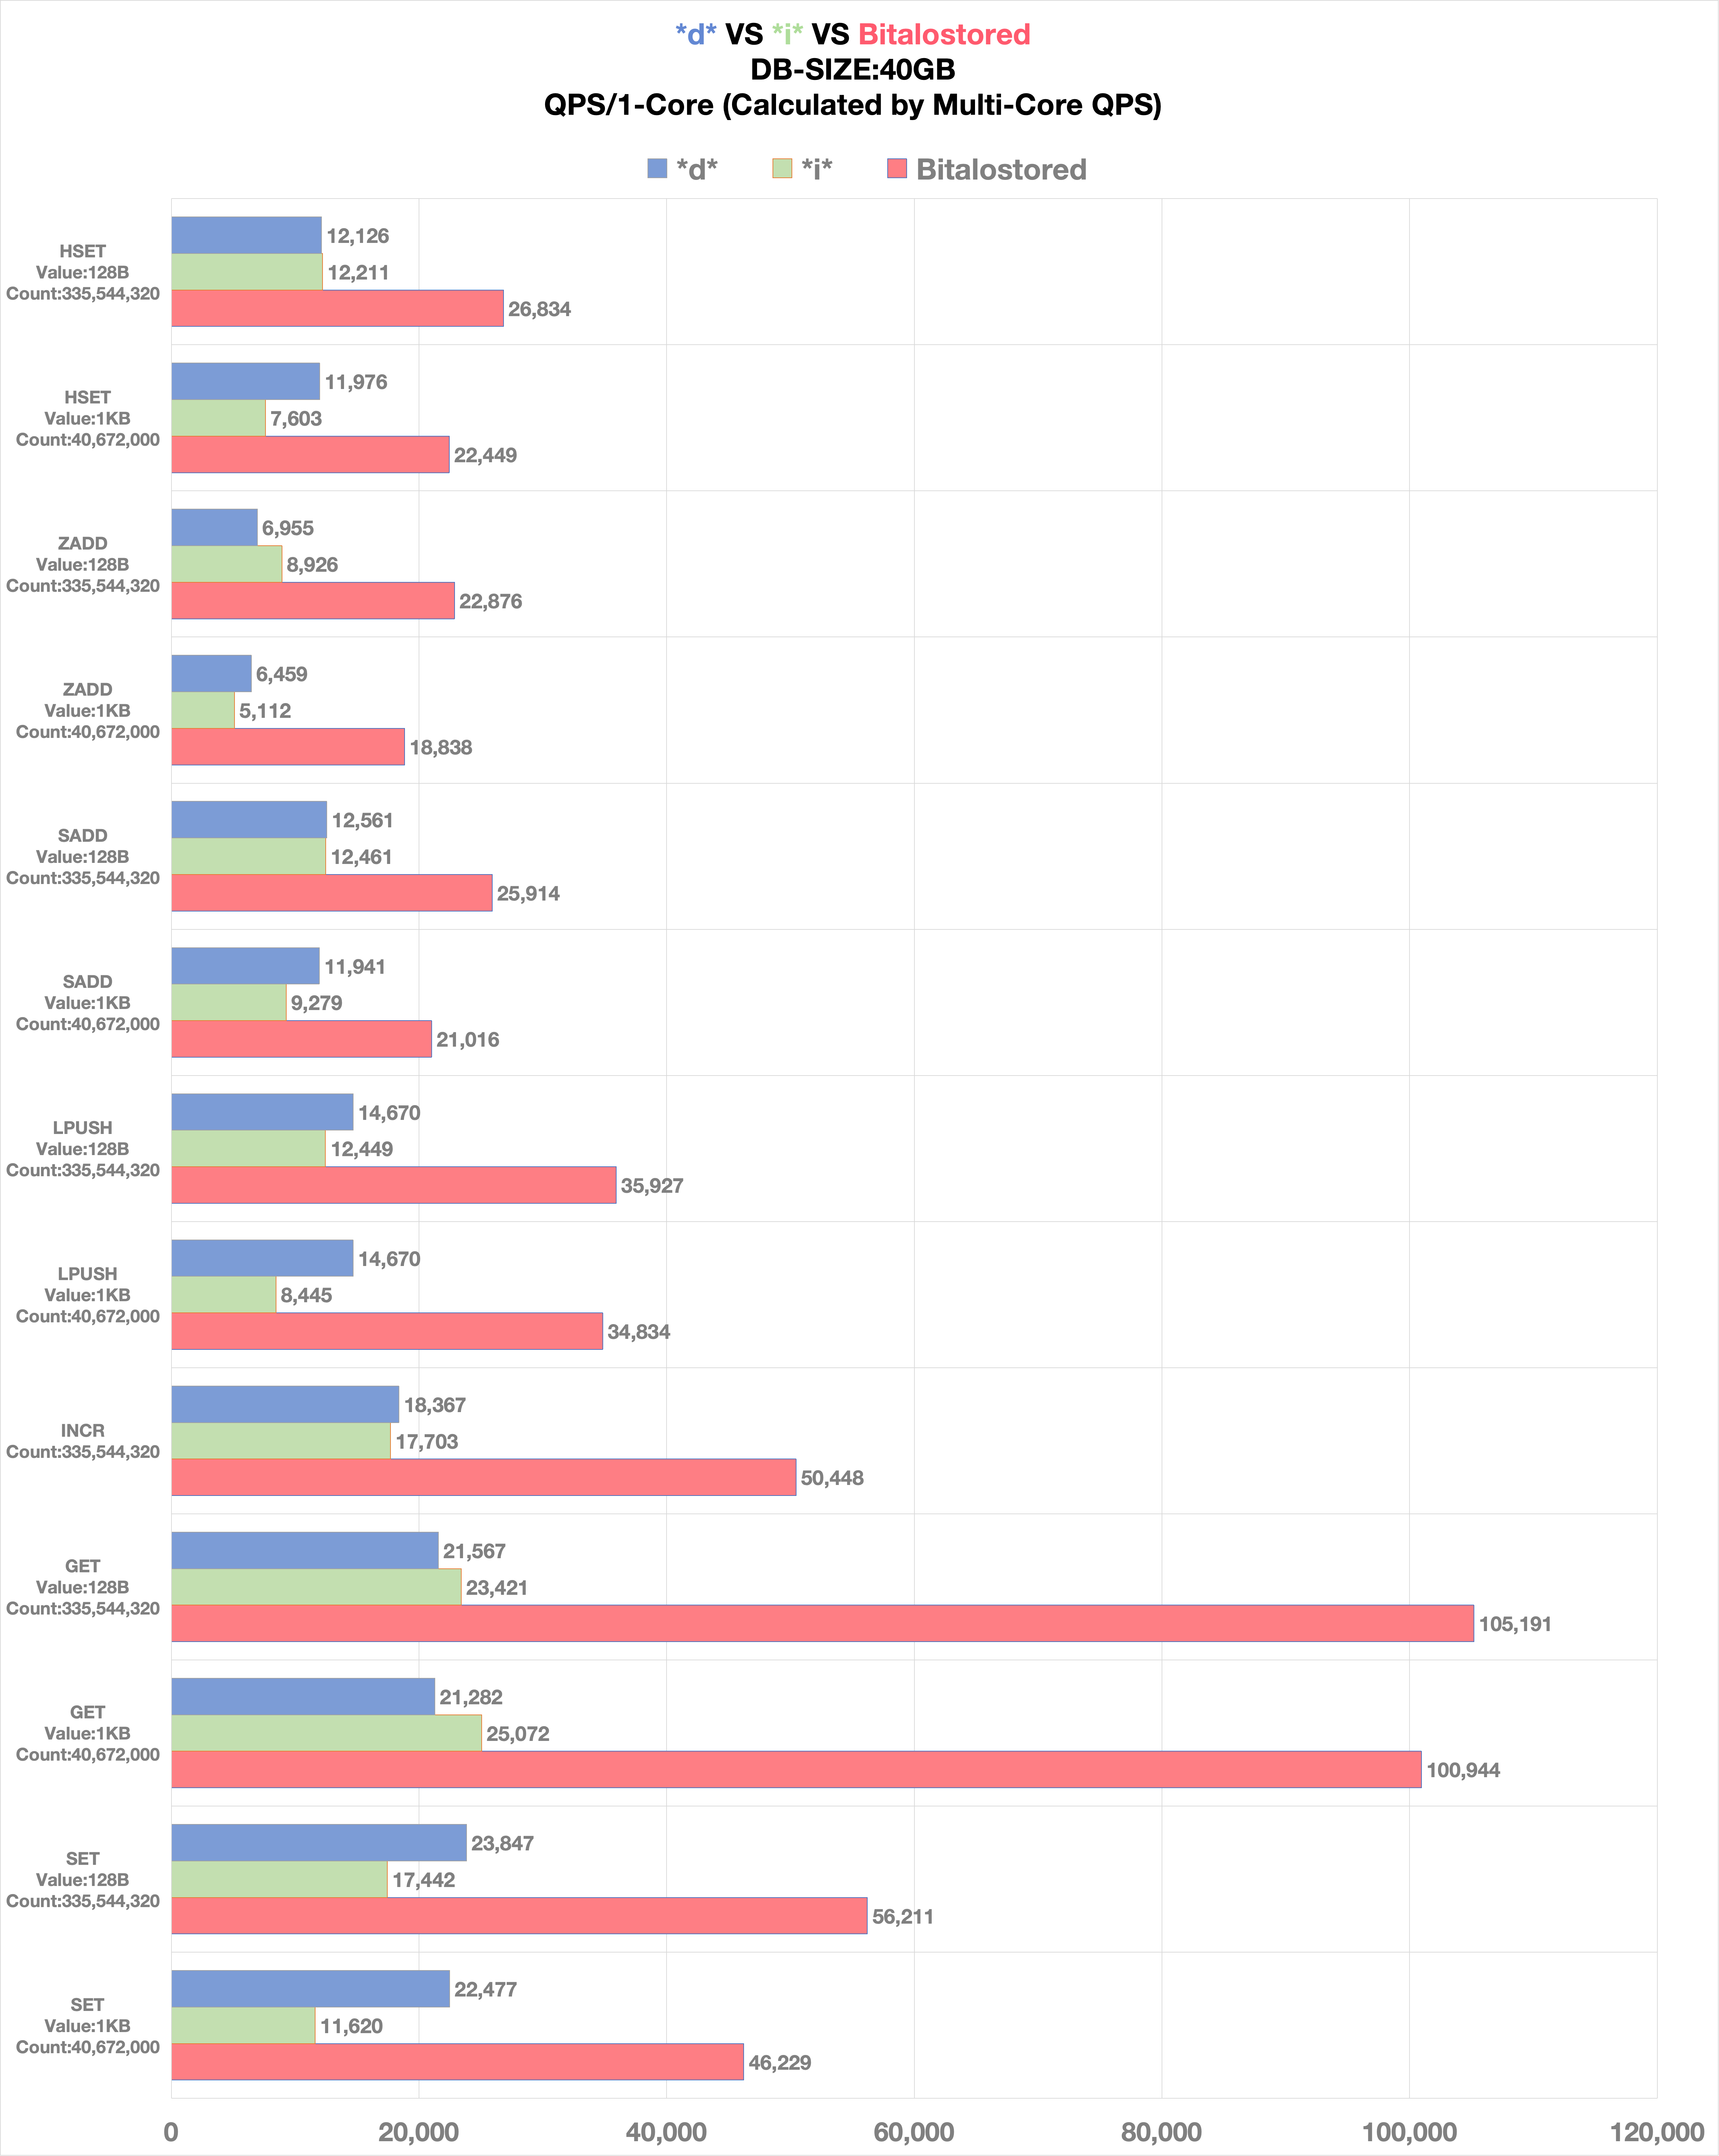 *d* VS *i* VS Bitalostored
DB-SIZE:40GB
QPS/1-Core (Calculated by Multi-Core QPS)
*d* *i* Bitalostored
HSET
Value:128B
Count:335,544,320
12,126
12,211
26,834
HSET
Value:1KB
Count:40,672,000
11,976
7,603
22,449
ZADD
Value:128B
Count:335,544,320
6,955
8,926
22,876
ZADD
Value:1KB
Count:40,672,000
6,459
5,112
18,838
SADD
Value:128B
Count:335,544,320
12,561
12,461
25,914
SADD
Value:1KB
Count:40,672,000
11,941
9,279
21,016
LPUSH
Value:128B
Count:335,544,320
14,670
12,449
35,927
LPUSH
Value:1KB
Count:40,672,000
14,670
8,445
34,834
INCR
Count:335,544,320
18,367
17,703
50,448
GET
Value:128B
Count:335,544,320
21,567
23,421
105,191
GET
Value:1KB
Count:40,672,000
21,282
25,072
100,944
SET
Value:128B
Count:335,544,320
23,847
17,442
56,211
SET
Value:1KB
Count:40,672,000
22,477
11,620
46,229
0 20,000 40,000 60,000 80,000 100,000 120,000